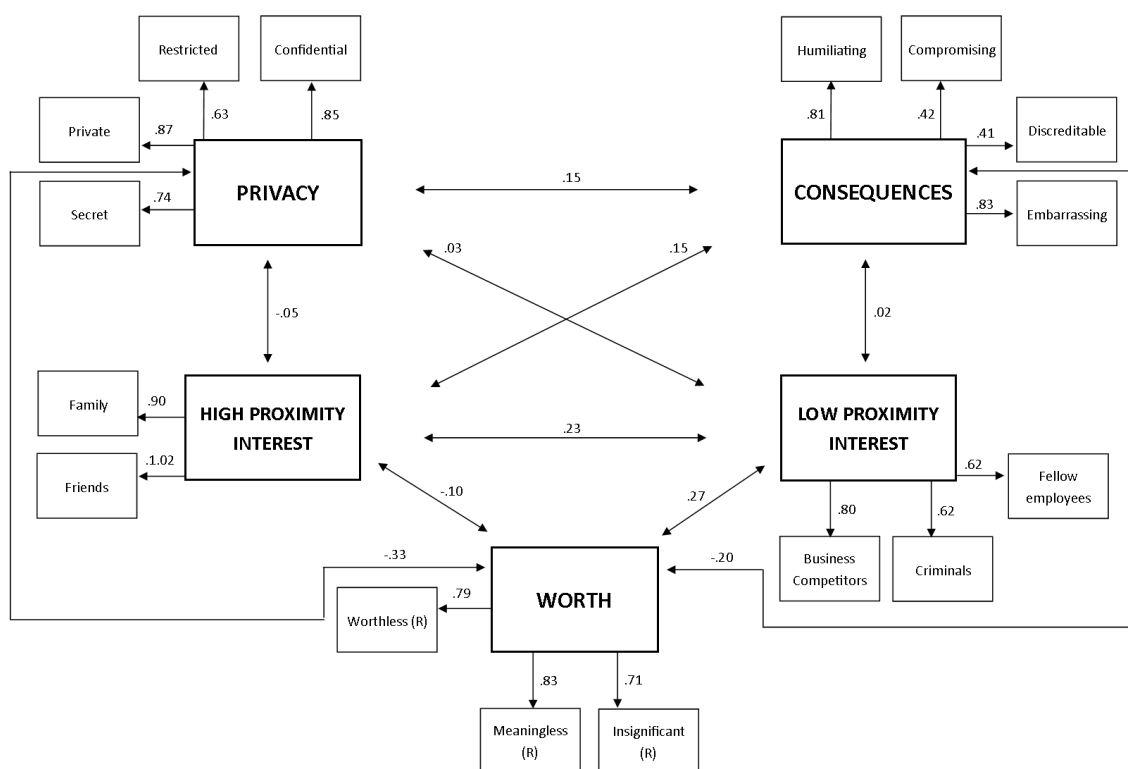 Restricted
Confidential
Humiliating
Compromising
.63
.85
.81
.42
Private
.87
.41
Discreditable
PRIVACY
.15
CONSEQUENCES
Secret
.74
.83
Embarrassing
.03
.15
-.05
.02
Family
.90
HIGH PROXIMITY
INTEREST
.23
LOW PROXIMITY
INTEREST
Friends
.1.02
.62
Fellow
employees
-.10
.27
.80
.62
Business
Competitors
Criminals
-.33
-.20
WORTH
Worthless (R)
.79
.83
.71
Meaningless
(R)
Insignificant
(R)